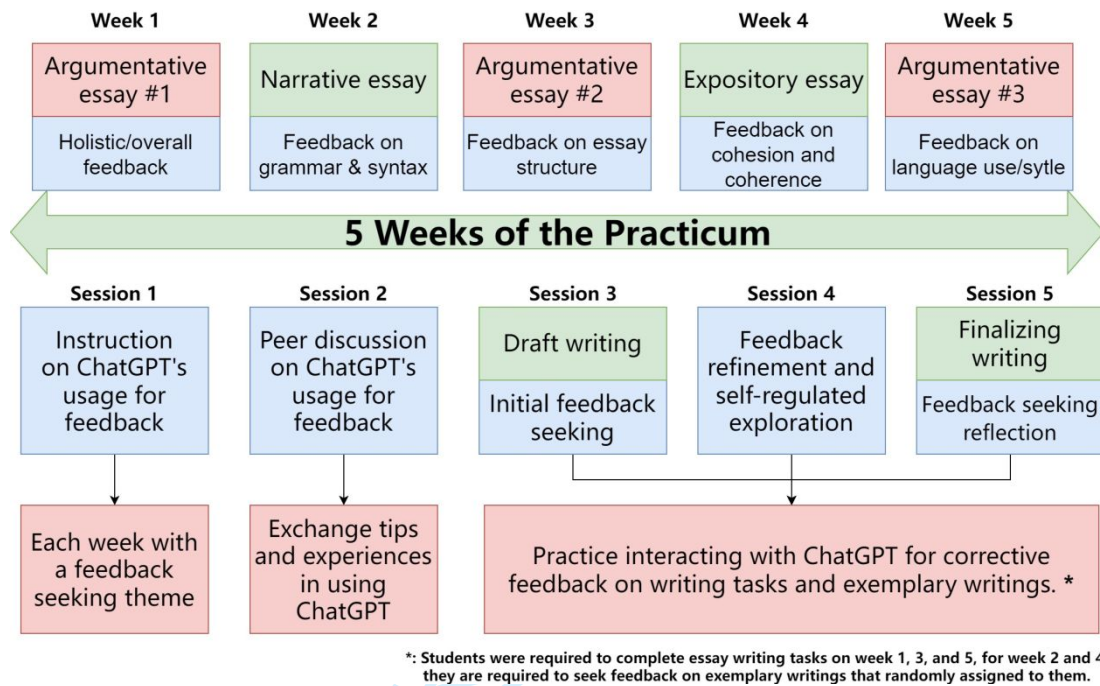 Week 1
Week 2
Week 3
Week 4
Week 5
Argumentative
essay #1
Holistic/overall
feedback
Narrative essay
Feedback on
grammar & syntax
Argumentative
essay #2
Feedback on essay
structure
Expository essay
Feedback on
cohesion and
coherence
Argumentative
essay #3
Feedback on
language use/sytle
5 Weeks of the Practicum
Session 1
Session 2
Session 3
Session 4
Session 5
Instruction
on ChatGPT's
usage for
feedback
Peer discussion
on ChatGPT's
usage for
feedback
Draft writing
Initial feedback
seeking
Feedback
refinement and
self-regulated
exploration
Finalizing
writing
Feedback seeking
reflection
Each week with
a feedback
seeking theme
Exchange tips
and experiences
in using
ChatGPT
Practice interacting with ChatGPT for corrective
feedback on writing tasks and exemplary writings. *
*: Students were required to complete essay writing tasks on week 1, 3, and 5, for week 2 and 4
they are required to seek feedback on exemplary writings that randomly assigned to them.